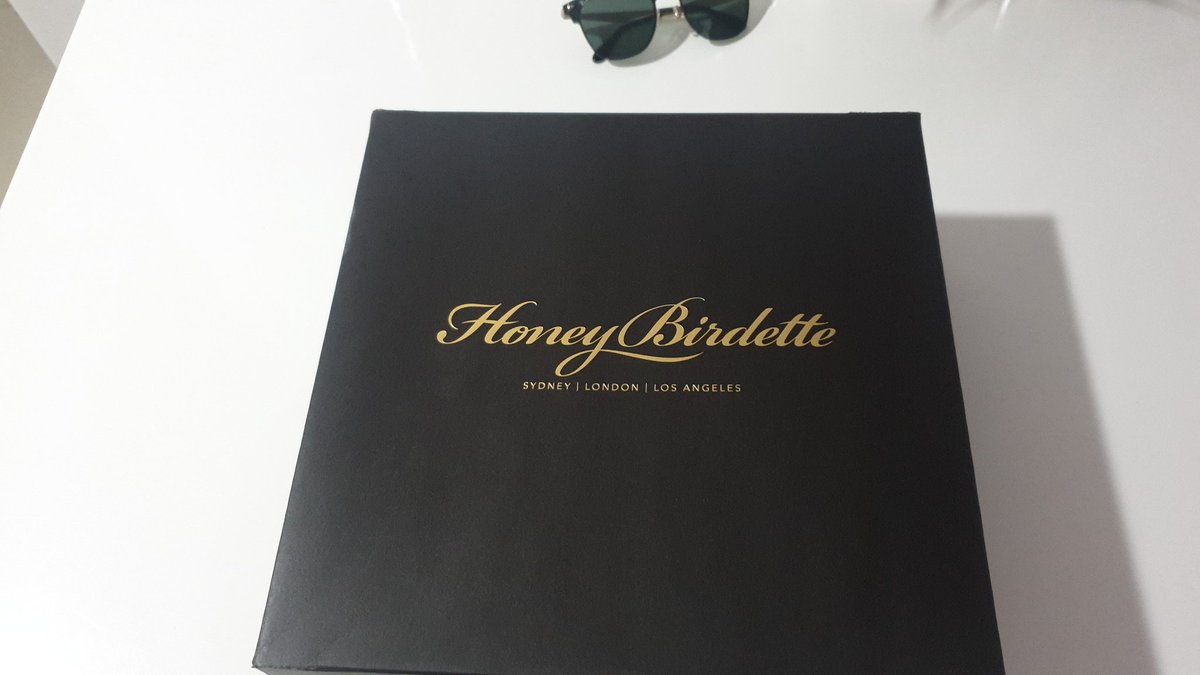 Honey Birdette
SYDNEY | LONDON | LOS ANGELES